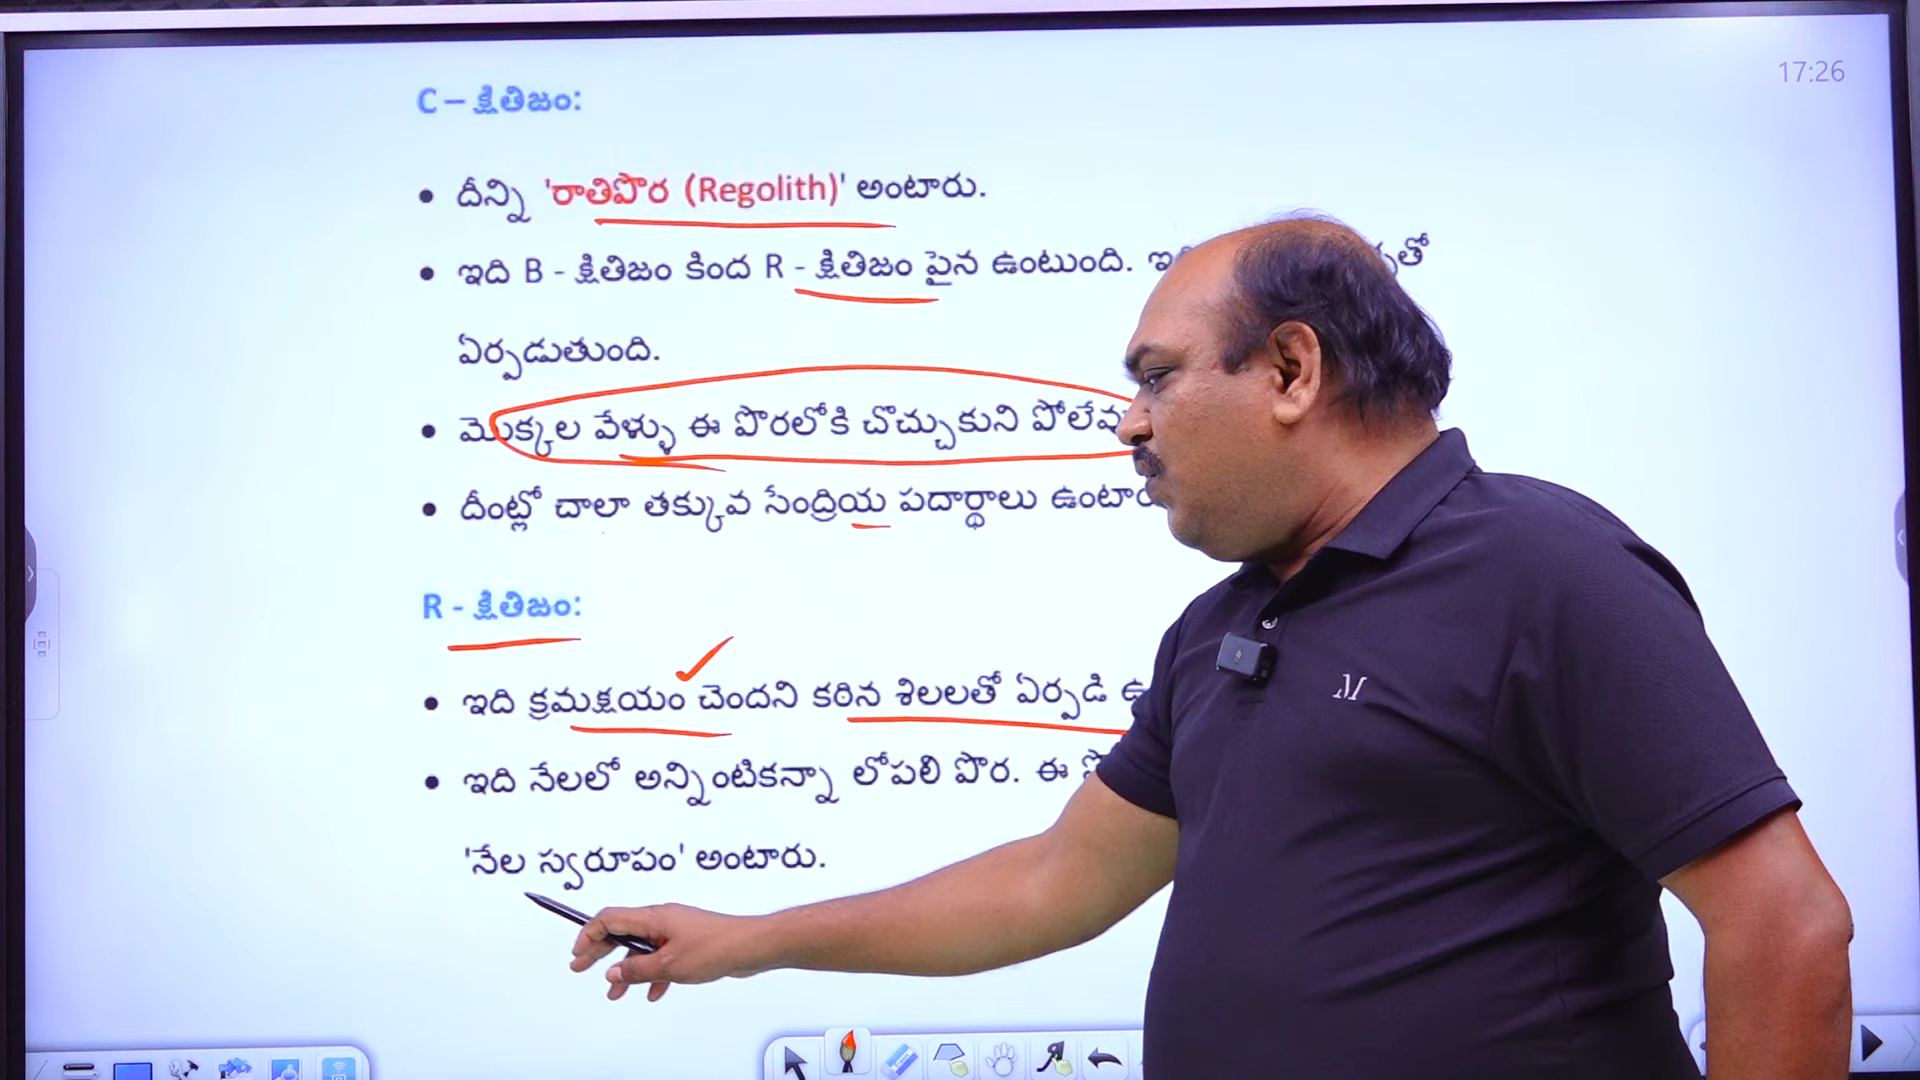 17:26
C – క్షితిజం:
• దీన్ని 'రాతిపొర (Regolith)' అంటారు.
• ఇది B - క్షితిజం కింద R - క్షితిజం పైన ఉంటుంది.
ఏర్పడుతుంది.
• మొక్కల వేళ్ళు ఈ పొరలోకి చొచ్చుకుని
• దీంట్లో చాలా తక్కువ సేంద్రియ పదార్థాలు
R - క్షితిజం:
• ఇది క్రమక్షయం చెందని కఠిన శిలలతో ఏర్పడి
• ఇది నేలలో అన్నింటికన్నా లోపలి పొర. ఈ
'నేల స్వరూపం' అంటారు.
M